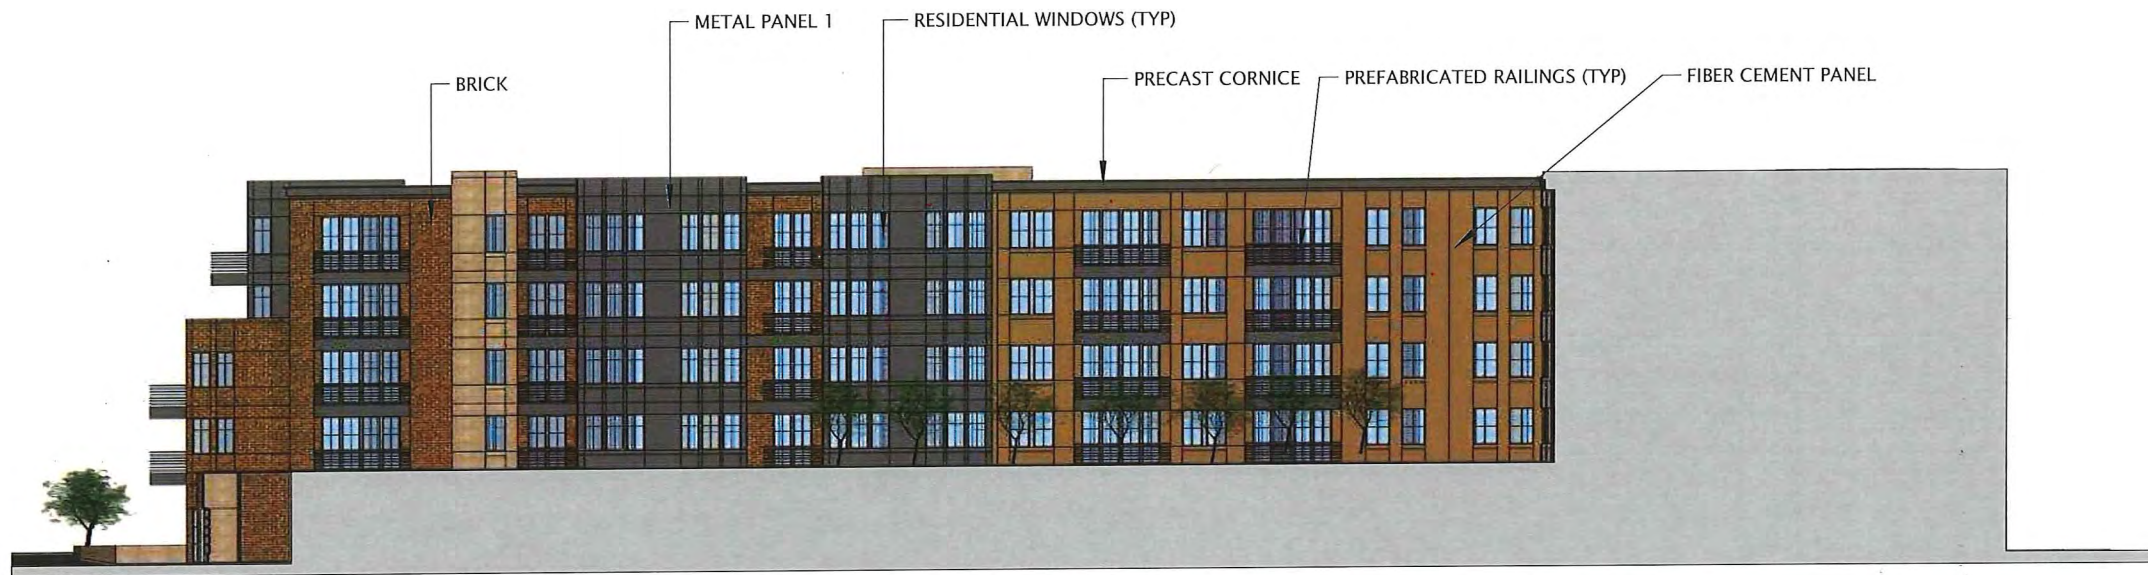 METAL PANEL 1
RESIDENTIAL WINDOWS (TYP)
BRICK
PRECAST CORNICE
PREFABRICATED RAILINGS (TYP)
FIBER CEMENT PANEL